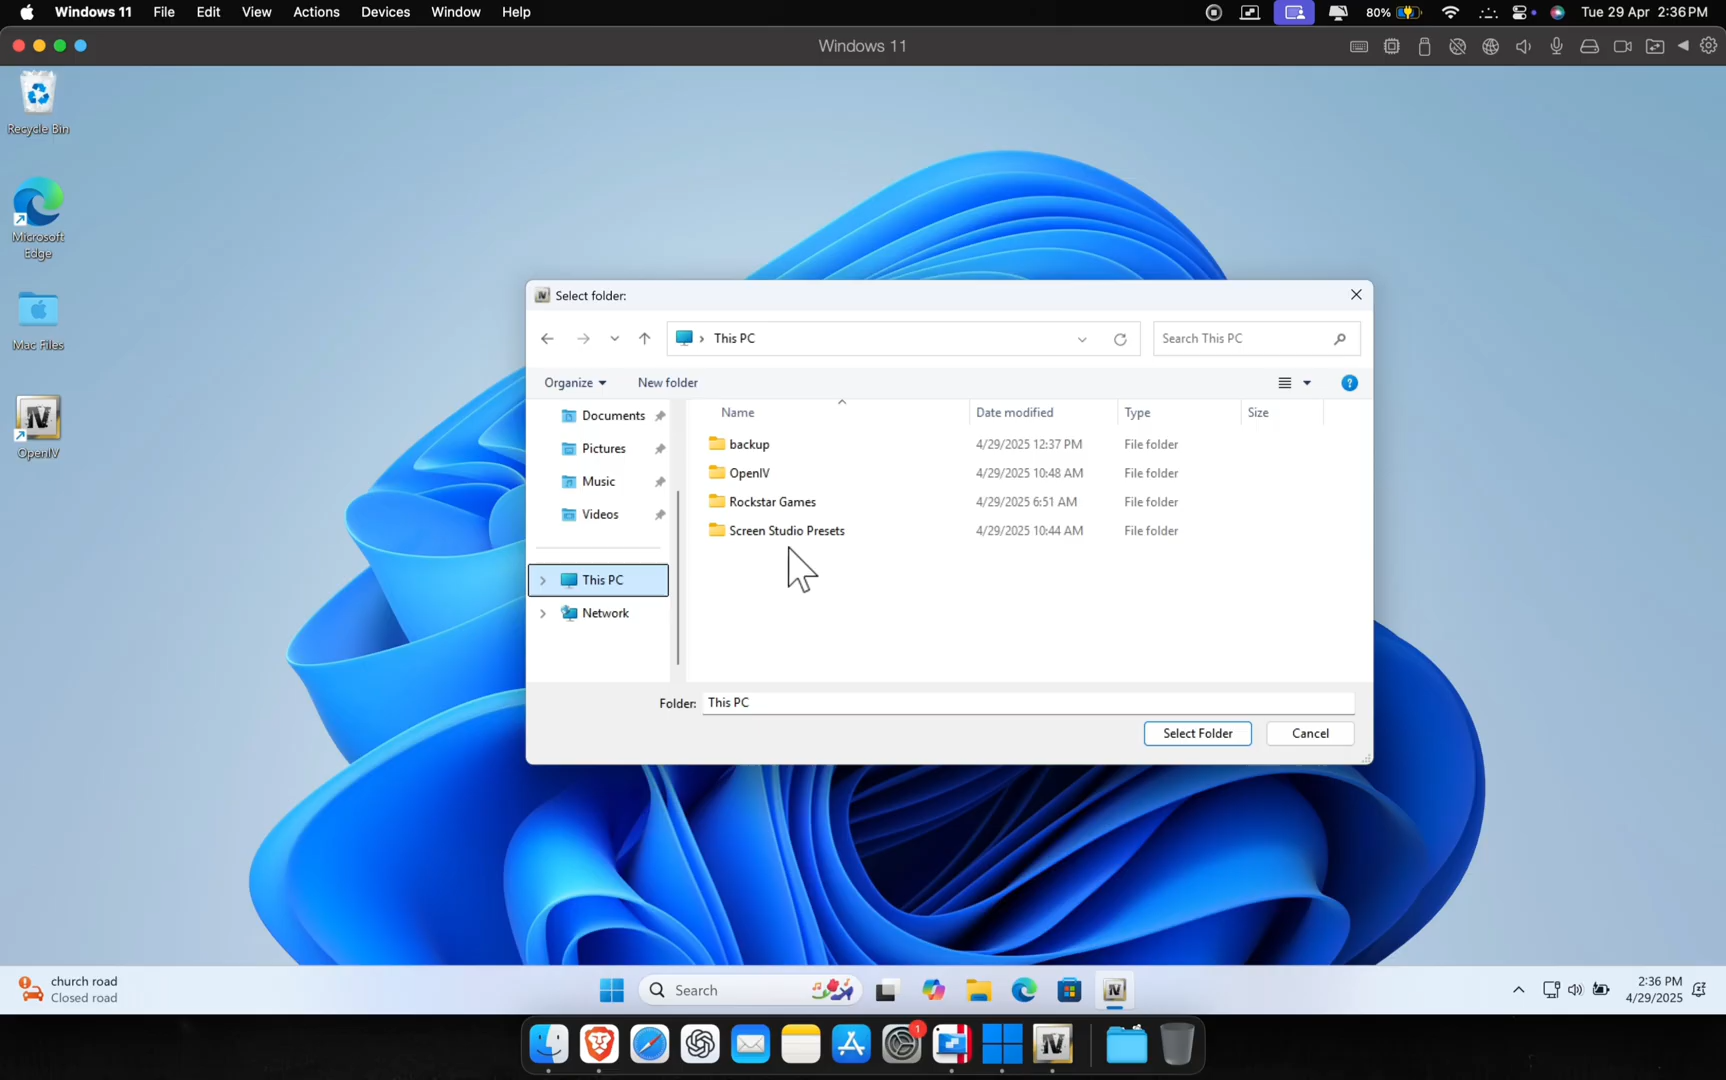 Windows 11 File Edit View Actions Devices Window Help 80% Tue 29 Apr 2:36 PM
Windows 11
Recycle Bin
Microsoft
Edge
Mac Files
OpenIV
Select folder:
This PC
Search This PC
Organize New folder
Name Date modified Type Size
Documents
Pictures
Music
Videos
This PC
Network
backup 4/29/2025 12:37 PM File folder
OpenIV 4/29/2025 10:48 AM File folder
Rockstar Games 4/29/2025 6:51 AM File folder
Screen Studio Presets 4/29/2025 10:44 AM File folder
Folder: This PC
Select Folder Cancel
church road
Closed road
Search
2:36 PM
4/29/2025
1